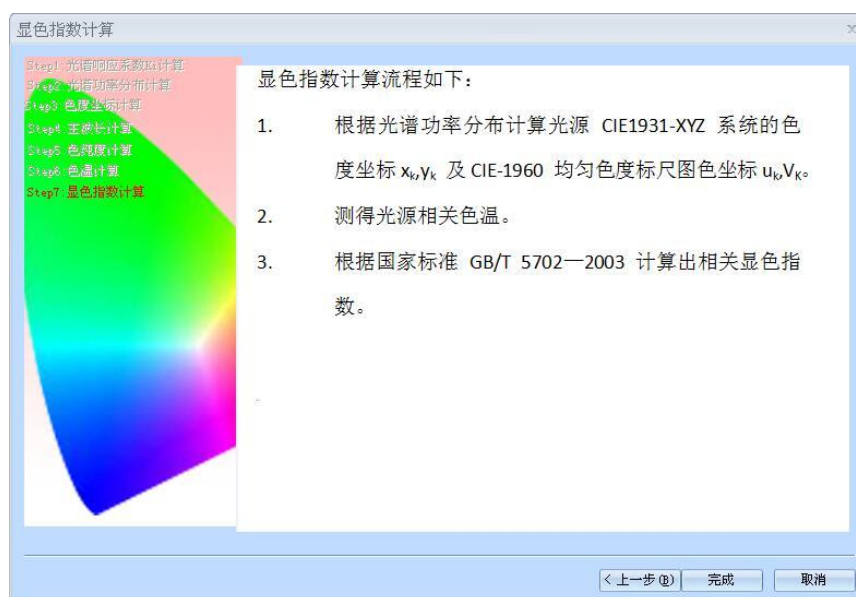 显色指数计算
Step1 光谱响应系数Ki计算
Step2 光谱功率分布计算
Step3 色度坐标计算
Step4 主波长计算
Step5 色纯度计算
Step6 色温计算
Step7 显色指数计算
显色指数计算流程如下：
1. 根据光谱功率分布计算光源 CIE1931-XYZ 系统的色
度坐标 xₖ,yₖ 及 CIE-1960 均匀色度标尺图色坐标 uₖ,Vₖ。
2. 测得光源相关色温。
3. 根据国家标准 GB/T 5702—2003 计算出相关显色指
数。
< 上一步(B)
完成
取消